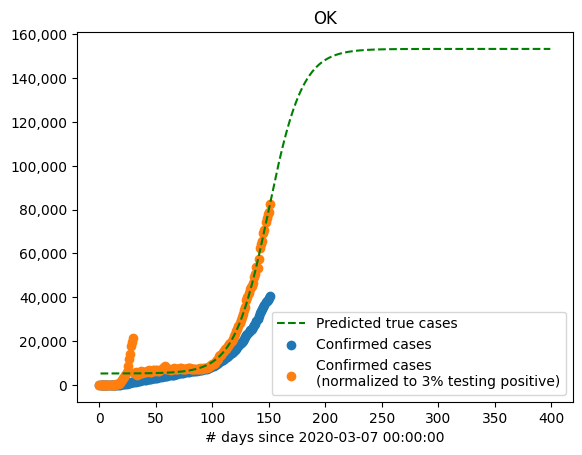 OK
160,000
140,000
120,000
100,000
80,000
60,000
40,000
20,000
0
Predicted true cases
Confirmed cases
Confirmed cases
(normalized to 3% testing positive)
0 50 100 150 200 250 300 350 400
# days since 2020-03-07 00:00:00